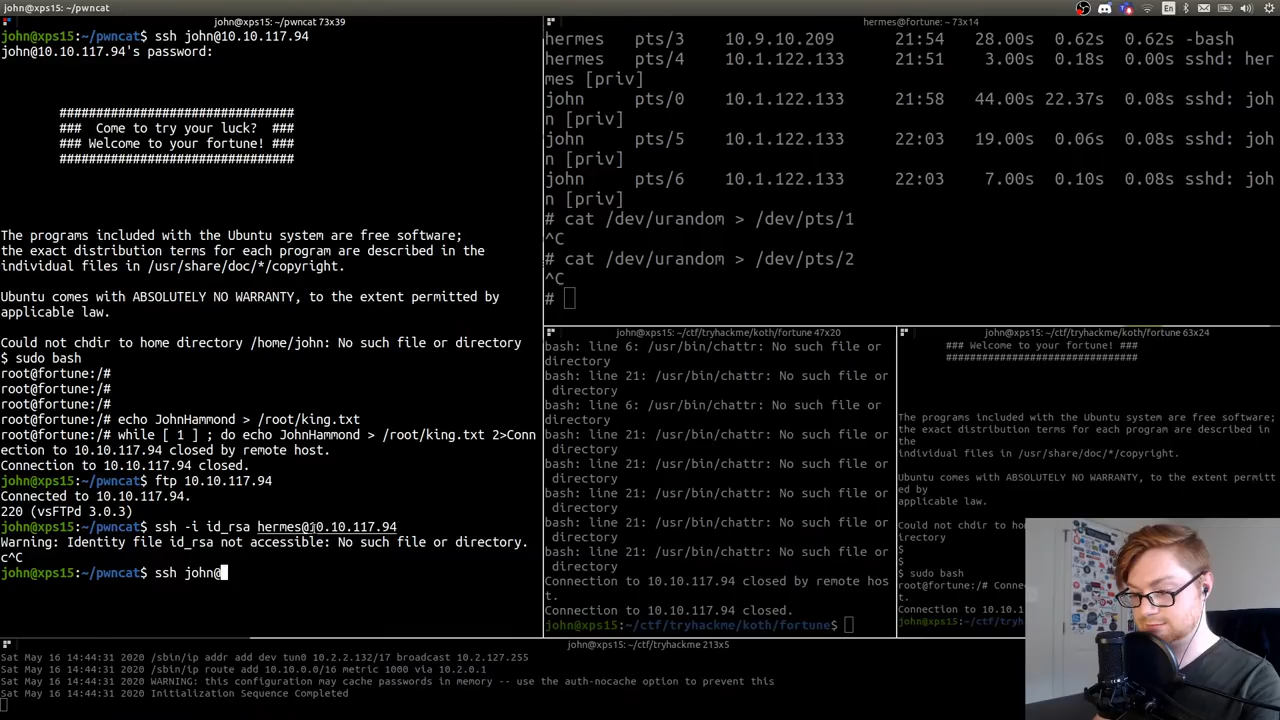 john@xps15: ~/pwncat
En
john@xps15: ~/pwncat 73x39
john@xps15:~/pwncat$ ssh john@10.10.117.94
john@10.10.117.94's password:
##############################
###  Come to try your luck?  ###
### Welcome to your fortune! ###
##############################
The programs included with the Ubuntu system are free software;
the exact distribution terms for each program are described in the
individual files in /usr/share/doc/*/copyright.
Ubuntu comes with ABSOLUTELY NO WARRANTY, to the extent permitted by
applicable law.
Could not chdir to home directory /home/john: No such file or directory
$ sudo bash
root@fortune:/#
root@fortune:/#
root@fortune:/#
root@fortune:/# echo JohnHammond > /root/king.txt
root@fortune:/# while [ 1 ] ; do echo JohnHammond > /root/king.txt 2>Conn
ection to 10.10.117.94 closed by remote host.
Connection to 10.10.117.94 closed.
john@xps15:~/pwncat$ ftp 10.10.117.94
Connected to 10.10.117.94.
220 (vsFTPd 3.0.3)
john@xps15:~/pwncat$ ssh -i id_rsa hermes@10.10.117.94
Warning: Identity file id_rsa not accessible: No such file or directory.
c^C
john@xps15:~/pwncat$ ssh john@
hermes@fortune: ~ 73x14
hermes   pts/3    10.9.10.209      21:54   28.00s  0.62s  0.62s -bash
hermes   pts/4    10.1.122.133     21:51    3.00s  0.18s  0.00s sshd: her
mes [priv]
john     pts/0    10.1.122.133     21:58   44.00s 22.37s  0.08s sshd: joh
n [priv]
john     pts/5    10.1.122.133     22:03   19.00s  0.06s  0.08s sshd: joh
n [priv]
john     pts/6    10.1.122.133     22:03    7.00s  0.10s  0.08s sshd: joh
n [priv]
# cat /dev/urandom > /dev/pts/1
^C
# cat /dev/urandom > /dev/pts/2
^C
#
john@xps15: ~/ctf/tryhackme/koth/fortune 47x20
bash: line 6: /usr/bin/chattr: No such file or
directory
bash: line 21: /usr/bin/chattr: No such file or
 directory
bash: line 6: /usr/bin/chattr: No such file or
directory
bash: line 21: /usr/bin/chattr: No such file or
 directory
bash: line 21: /usr/bin/chattr: No such file or
 directory
bash: line 21: /usr/bin/chattr: No such file or
 directory
bash: line 21: /usr/bin/chattr: No such file or
 directory
bash: line 21: /usr/bin/chattr: No such file or
 directory
Connection to 10.10.117.94 closed by remote hos
t.
Connection to 10.10.117.94 closed.
john@xps15:~/ctf/tryhackme/koth/fortune$
john@xps15: ~/ctf/tryhackme/koth/fortune 63x24
### Welcome to your fortune! ###
################################
The programs included with the Ubuntu system are free software;
the exact distribution terms for each program are described in
the
individual files in /usr/share/doc/*/copyright.
Ubuntu comes with ABSOLUTELY NO WARRANTY, to the extent permitt
ed by
applicable law.
Could not
irectory
$
$
$ sudo bash
root@fortune:/# Conne
t.
Connection to 10.1
john@xps15:~/ctf/try
john@xps15: ~/ctf/tryhackme 213x5
Sat May 16 14:44:31 2020 /sbin/ip addr add dev tun0 10.2.2.132/17 broadcast 10.2.127.255
Sat May 16 14:44:31 2020 /sbin/ip route add 10.10.0.0/16 metric 1000 via 10.2.0.1
Sat May 16 14:44:31 2020 WARNING: this configuration may cache passwords in memory -- use the auth-nocache option to prevent this
Sat May 16 14:44:31 2020 Initialization Sequence Completed